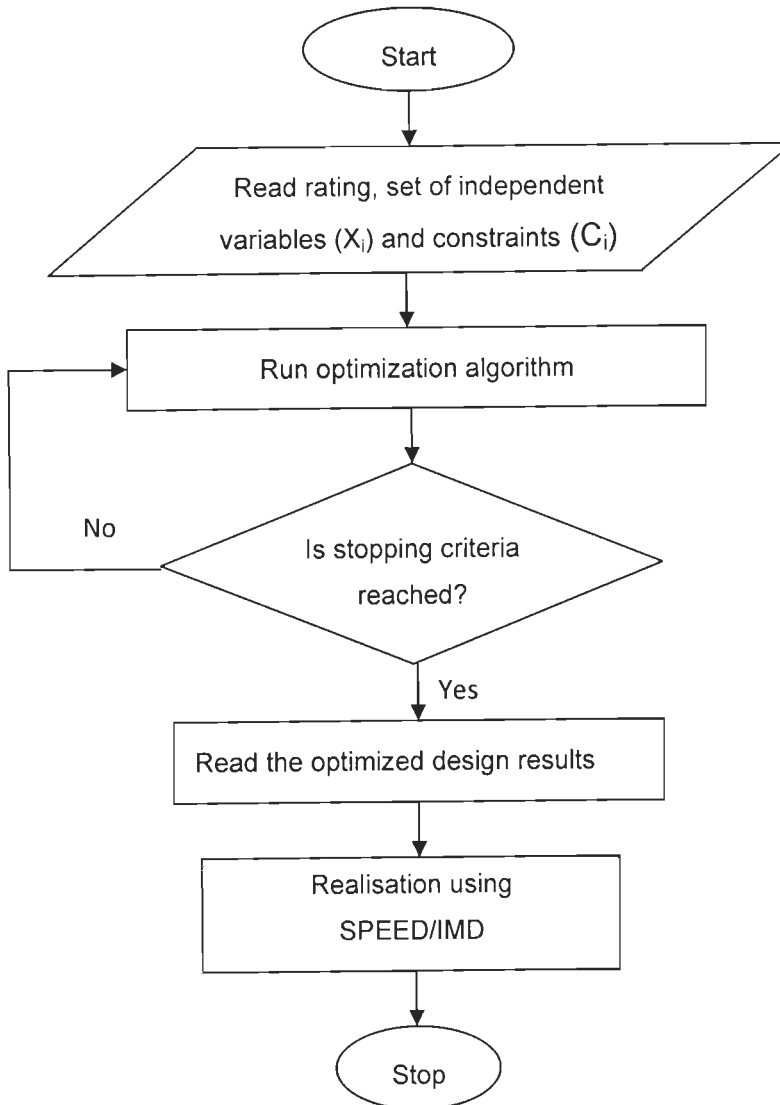 Start
Read rating, set of independent
variables (Xi) and constraints (Ci)
Run optimization algorithm
No
Is stopping criteria
reached?
Yes
Read the optimized design results
Realisation using
SPEED/IMD
Stop